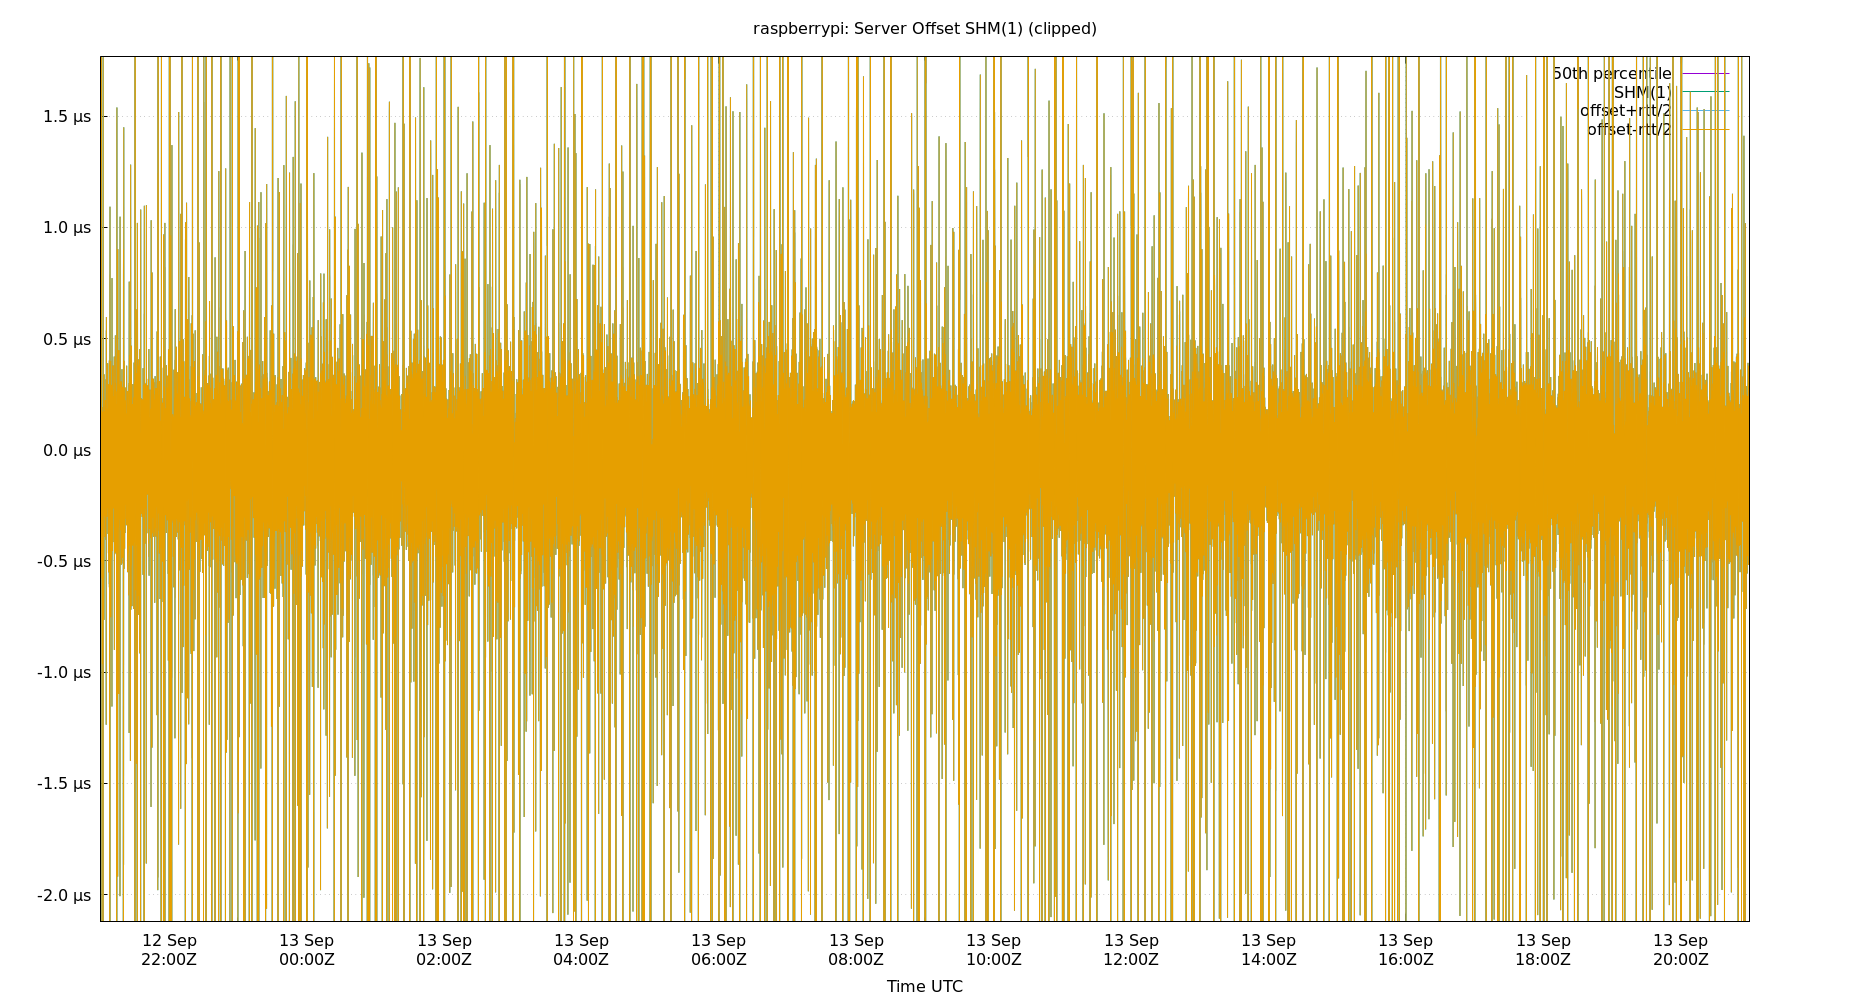 raspberrypi: Server Offset SHM(1) (clipped)
50th percentile
SHM(1)
offset+rtt/2
offset-rtt/2
1.5 µs
1.0 µs
0.5 µs
0.0 µs
-0.5 µs
-1.0 µs
-1.5 µs
-2.0 µs
12 Sep 13 Sep 13 Sep 13 Sep 13 Sep 13 Sep 13 Sep 13 Sep 13 Sep 13 Sep 13 Sep 13 Sep
22:00Z 00:00Z 02:00Z 04:00Z 06:00Z 08:00Z 10:00Z 12:00Z 14:00Z 16:00Z 18:00Z 20:00Z
Time UTC